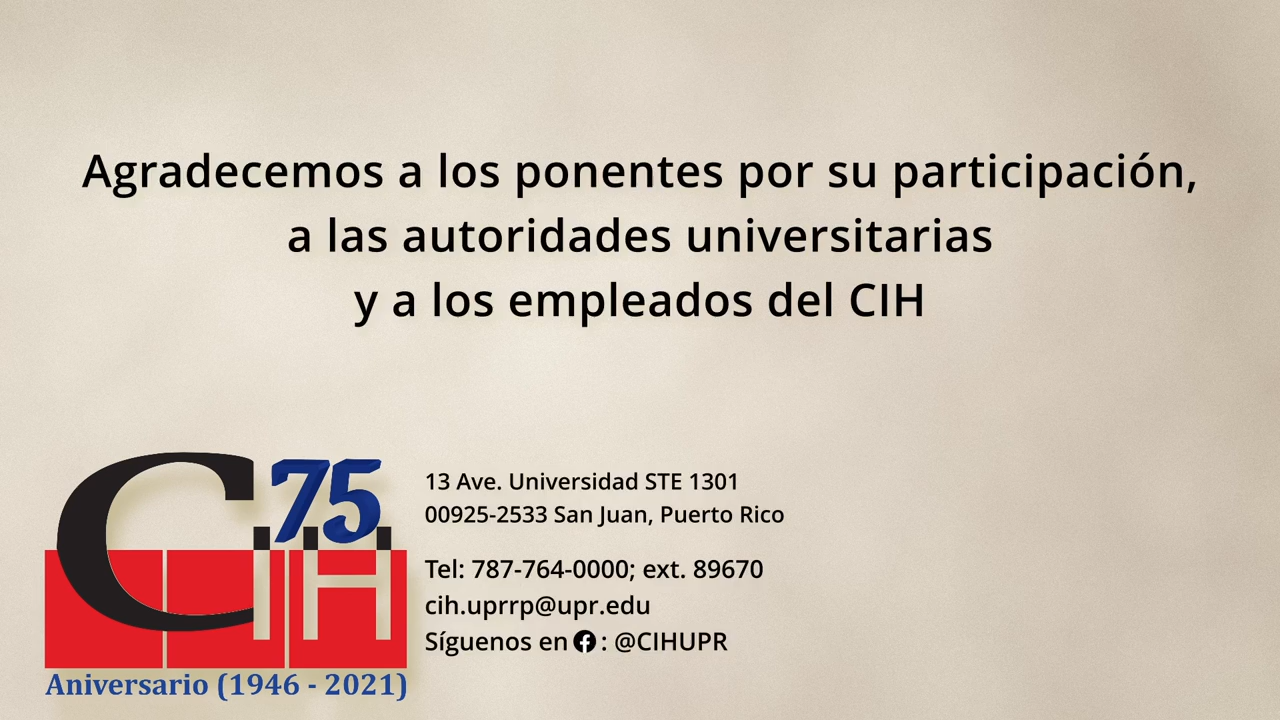 Agradecemos a los ponentes por su participación,
a las autoridades universitarias
y a los empleados del CIH
CIH
75
Aniversario (1946 - 2021)
13 Ave. Universidad STE 1301
00925-2533 San Juan, Puerto Rico
Tel: 787-764-0000; ext. 89670
cih.uprrp@upr.edu
Síguenos en : @CIHUPR